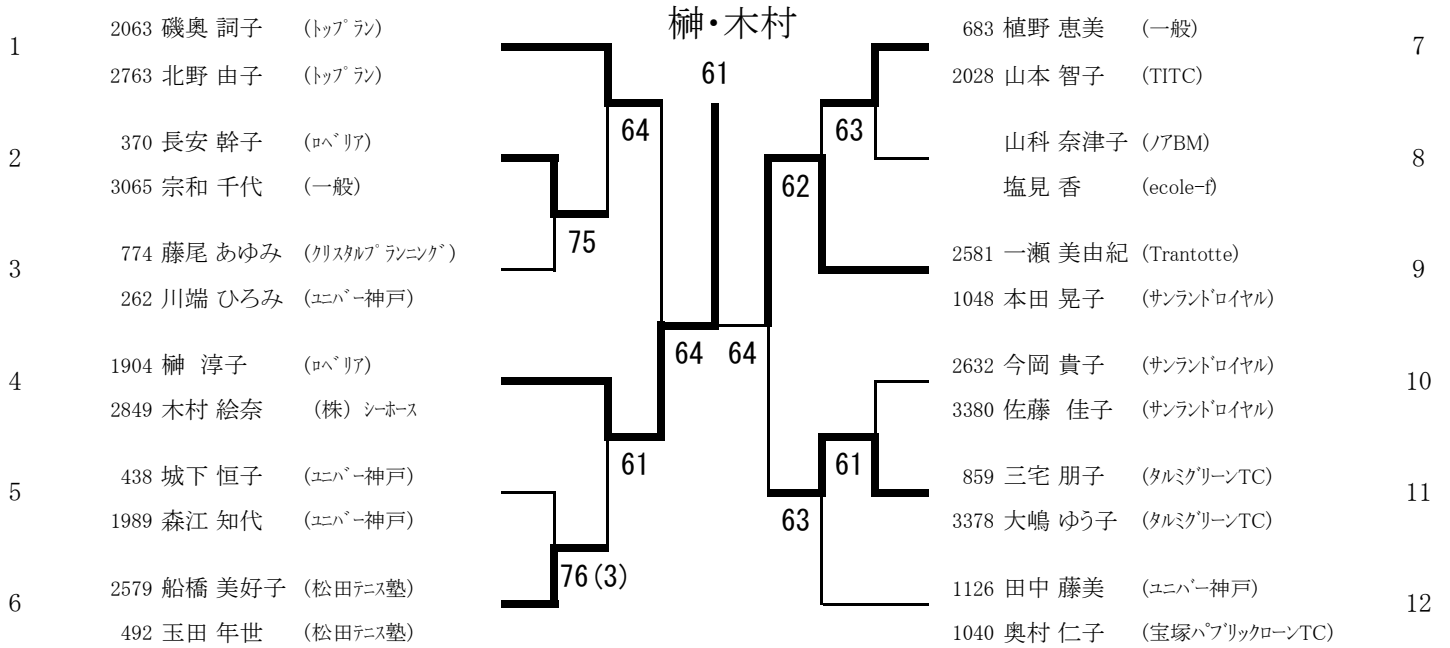 榊・木村
61
1
2063 磯奥 詞子 (トップラン)
2763 北野 由子 (トップラン)
2
370 長安 幹子 (ロベリア)
3065 宗和 千代 (一般)
3
774 藤尾 あゆみ (クリスタルプランニング)
262 川端 ひろみ (ユニバー神戸)
4
1904 榊 淳子 (ロベリア)
2849 木村 絵奈 (株) シーホース
5
438 城下 恒子 (ユニバー神戸)
1989 森江 知代 (ユニバー神戸)
6
2579 船橋 美好子 (松田テニス塾)
492 玉田 年世 (松田テニス塾)
64
75
61
76(3)
64
64
63
62
61
63
683 植野 恵美 (一般)
2028 山本 智子 (TITC)
7
山科 奈津子 (ノアBM)
塩見 香 (ecole-f)
8
2581 一瀬 美由紀 (Trantotte)
1048 本田 晃子 (サンランドロイヤル)
9
2632 今岡 貴子 (サンランドロイヤル)
3380 佐藤 佳子 (サンランドロイヤル)
10
859 三宅 朋子 (タルミグリーンTC)
3378 大嶋 ゆう子 (タルミグリーンTC)
11
1126 田中 藤美 (ユニバー神戸)
1040 奥村 仁子 (宝塚パブリックローンTC)
12